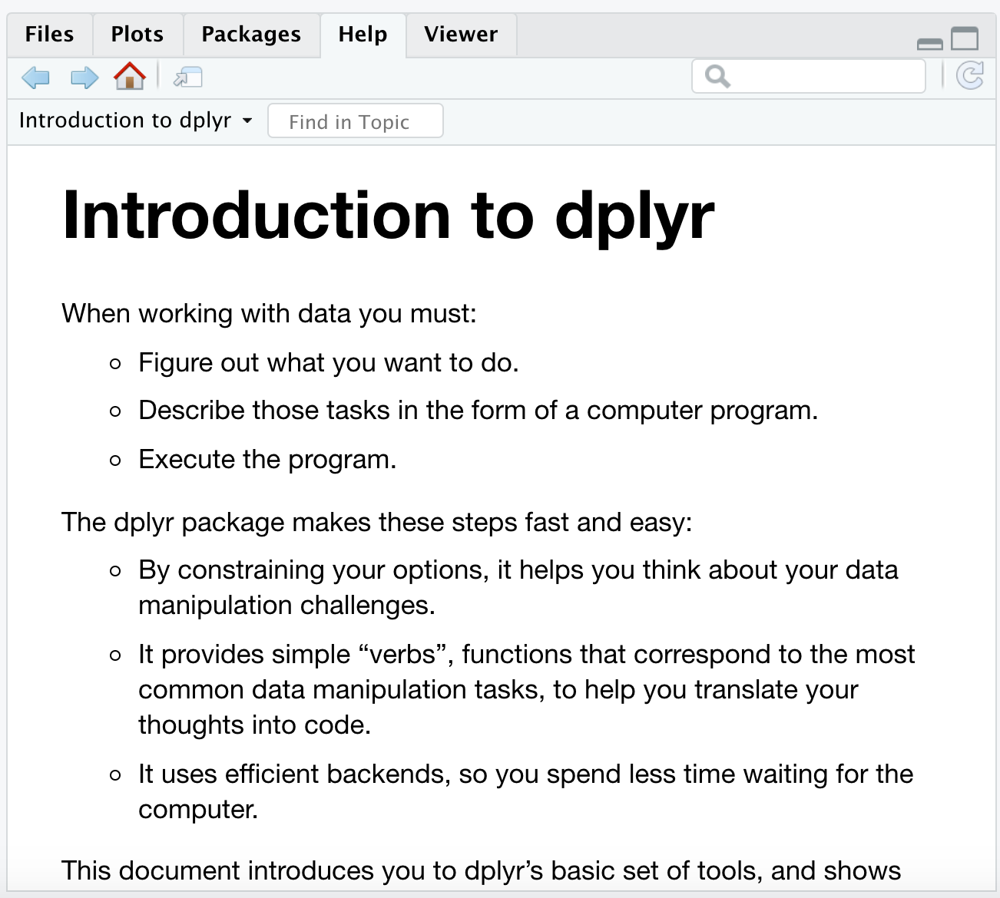 Files Plots Packages Help Viewer
Introduction to dplyr Find in Topic
Introduction to dplyr
When working with data you must:
Figure out what you want to do.
Describe those tasks in the form of a computer program.
Execute the program.
The dplyr package makes these steps fast and easy:
By constraining your options, it helps you think about your data
manipulation challenges.
It provides simple “verbs”, functions that correspond to the most
common data manipulation tasks, to help you translate your
thoughts into code.
It uses efficient backends, so you spend less time waiting for the
computer.
This document introduces you to dplyr’s basic set of tools, and shows